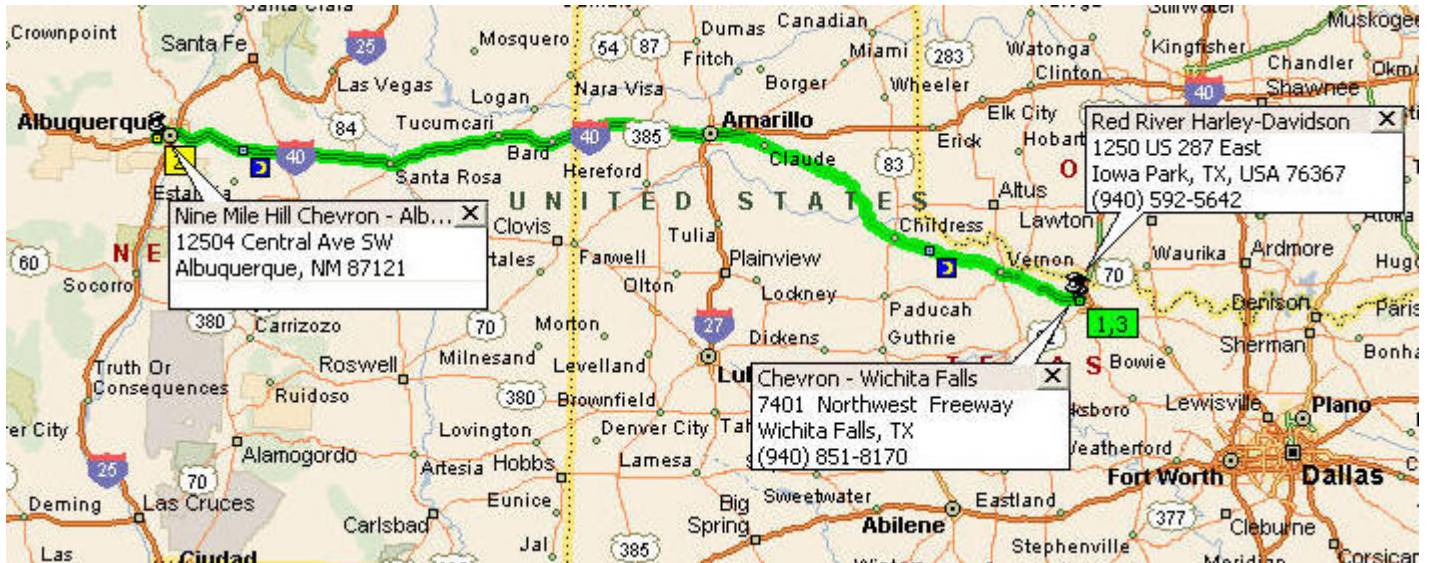 Crownpoint
Santa Fe
25
Mosquero
54
87
Dumas
Canadian
Fritch
Miami
283
Watonga
Kingfisher
Muskogee
Chandler
Las Vegas
Logan
Nara Visa
Borger
Wheeler
Clinton
40
Shawnee
Albuquerque
84
Tucumcari
40
385
Amarillo
Elk City
Erick
Hobart
Red River Harley-Davidson
1250 US 287 East
Iowa Park, TX, USA 76367
(940) 592-5642
2
40
Bard
Hereford
Claude
83
Santa Rosa
UNITED STATES
Altus
Lawton
Nine Mile Hill Chevron - Alb...
12504 Central Ave SW
Albuquerque, NM 87121
Clovis
Tulia
Childress
Waurika
Ardmore
60
Socorro
Farwell
Plainview
Vernon
70
Olton
Lockney
Paducah
Denison
Paris
380
Carrizozo
70
Morton
27
Dickens
Guthrie
1,3
Sherman
Truth Or
Consequences
Roswell
Milnesand
Levelland
Bowie
Ruidoso
380
Brownfield
Chevron - Wichita Falls
7401 Northwest Freeway
Wichita Falls, TX
(940) 851-8170
Lewisville
Plano
Lovington
Denver City
Alamogordo
Artesia
Hobbs
Lamesa
Fort Worth
Dallas
25
70
Deming
Las Cruces
Eunice
Big
Spring
Sweetwater
Eastland
Carlsbad
Abilene
377
Cleburne
Las
Ciudad
Jal
385
Stephenville